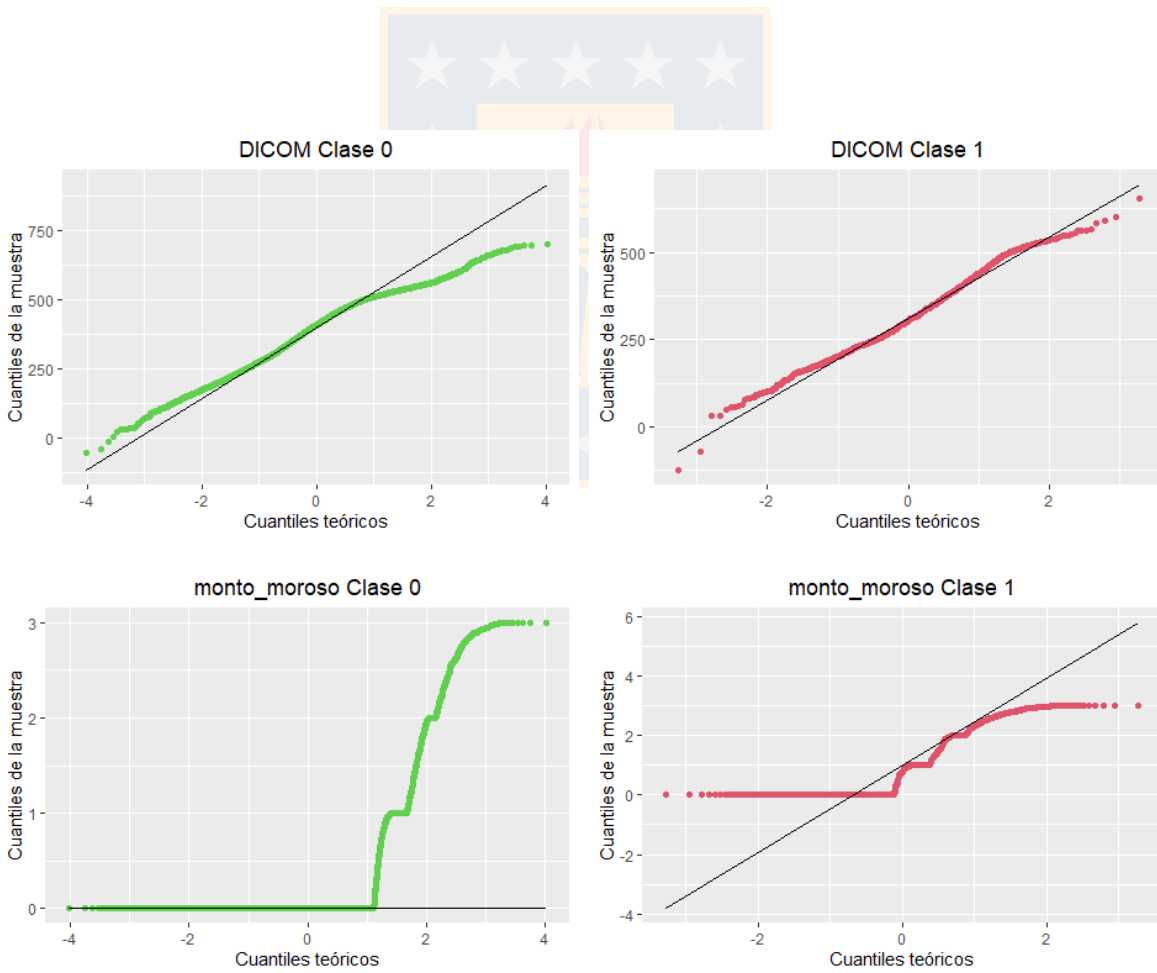 DICOM Clase 0
DICOM Clase 1
Cuantiles de la muestra
750
500
250
0
-4
-2
0
2
4
Cuantiles teóricos
Cuantiles de la muestra
500
250
0
-2
0
2
Cuantiles teóricos
monto_moroso Clase 0
monto_moroso Clase 1
Cuantiles de la muestra
3
2
1
0
-4
-2
0
2
4
Cuantiles teóricos
Cuantiles de la muestra
6
4
2
0
-2
-4
-2
0
2
Cuantiles teóricos